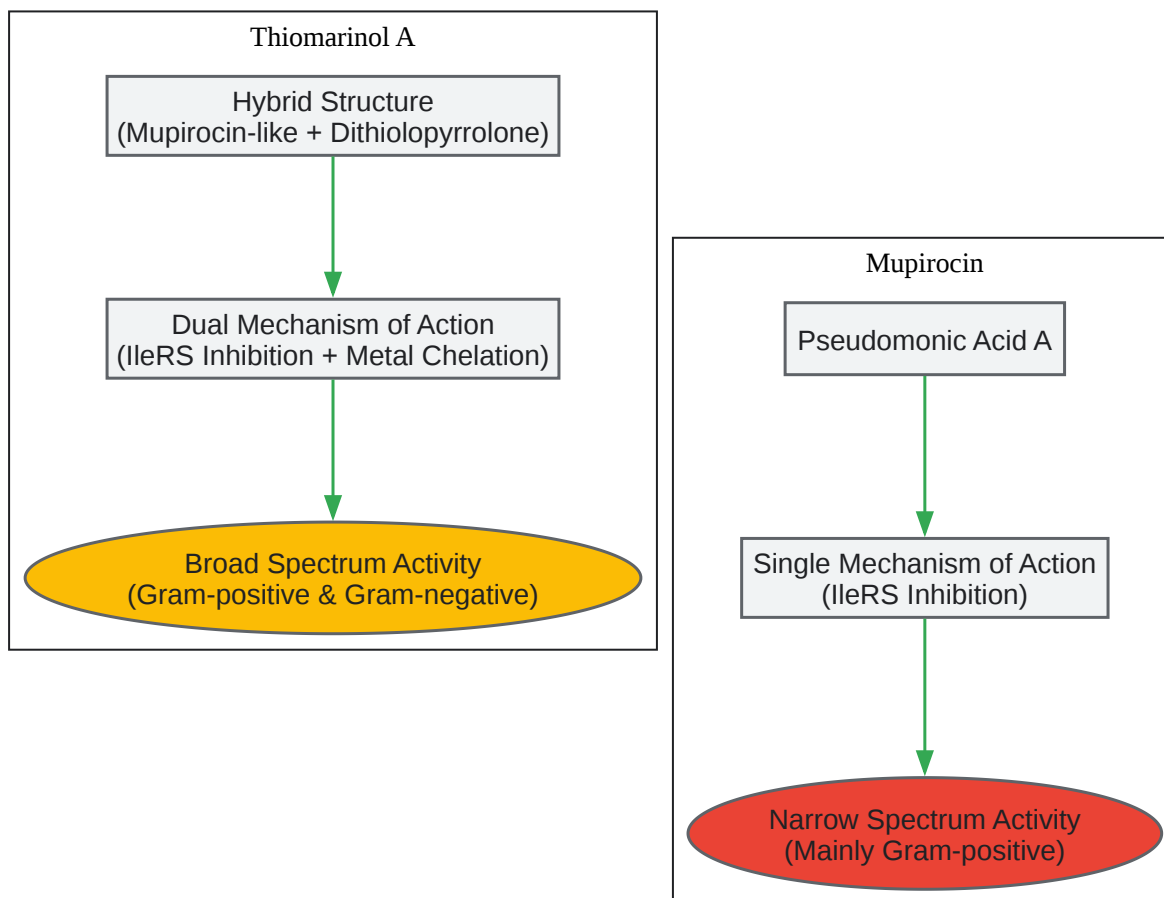 Thiomarinol A
Hybrid Structure
(Mupirocin-like + Dithiolopyrrolone)
Dual Mechanism of Action
(IleRS Inhibition + Metal Chelation)
Broad Spectrum Activity
(Gram-positive & Gram-negative)
Mupirocin
Pseudomonic Acid A
Single Mechanism of Action
(IleRS Inhibition)
Narrow Spectrum Activity
(Mainly Gram-positive)